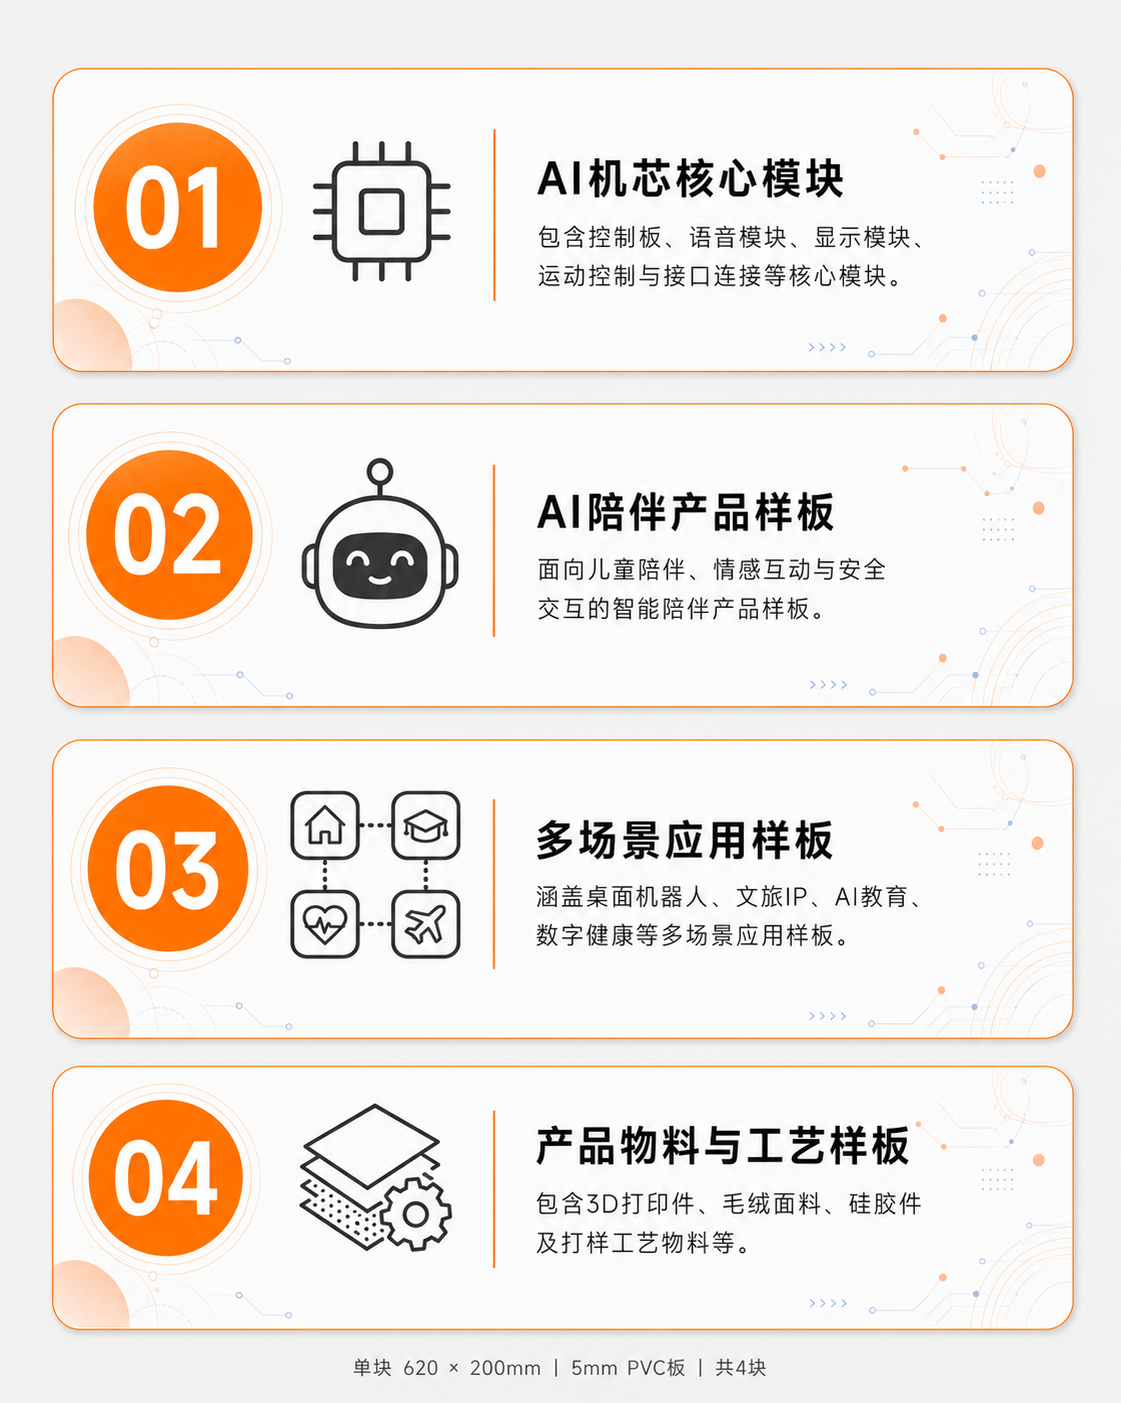 01
AI机芯核心模块
包含控制板、语音模块、显示模块、
运动控制与接口连接等核心模块。
02
AI陪伴产品样板
面向儿童陪伴、情感互动与安全
交互的智能陪伴产品样板。
03
多场景应用样板
涵盖桌面机器人、文旅IP、AI教育、
数字健康等多场景应用样板。
04
产品物料与工艺样板
包含3D打印件、毛绒面料、硅胶件
及打样工艺物料等。
单块 620 × 200mm | 5mm PVC板 | 共4块